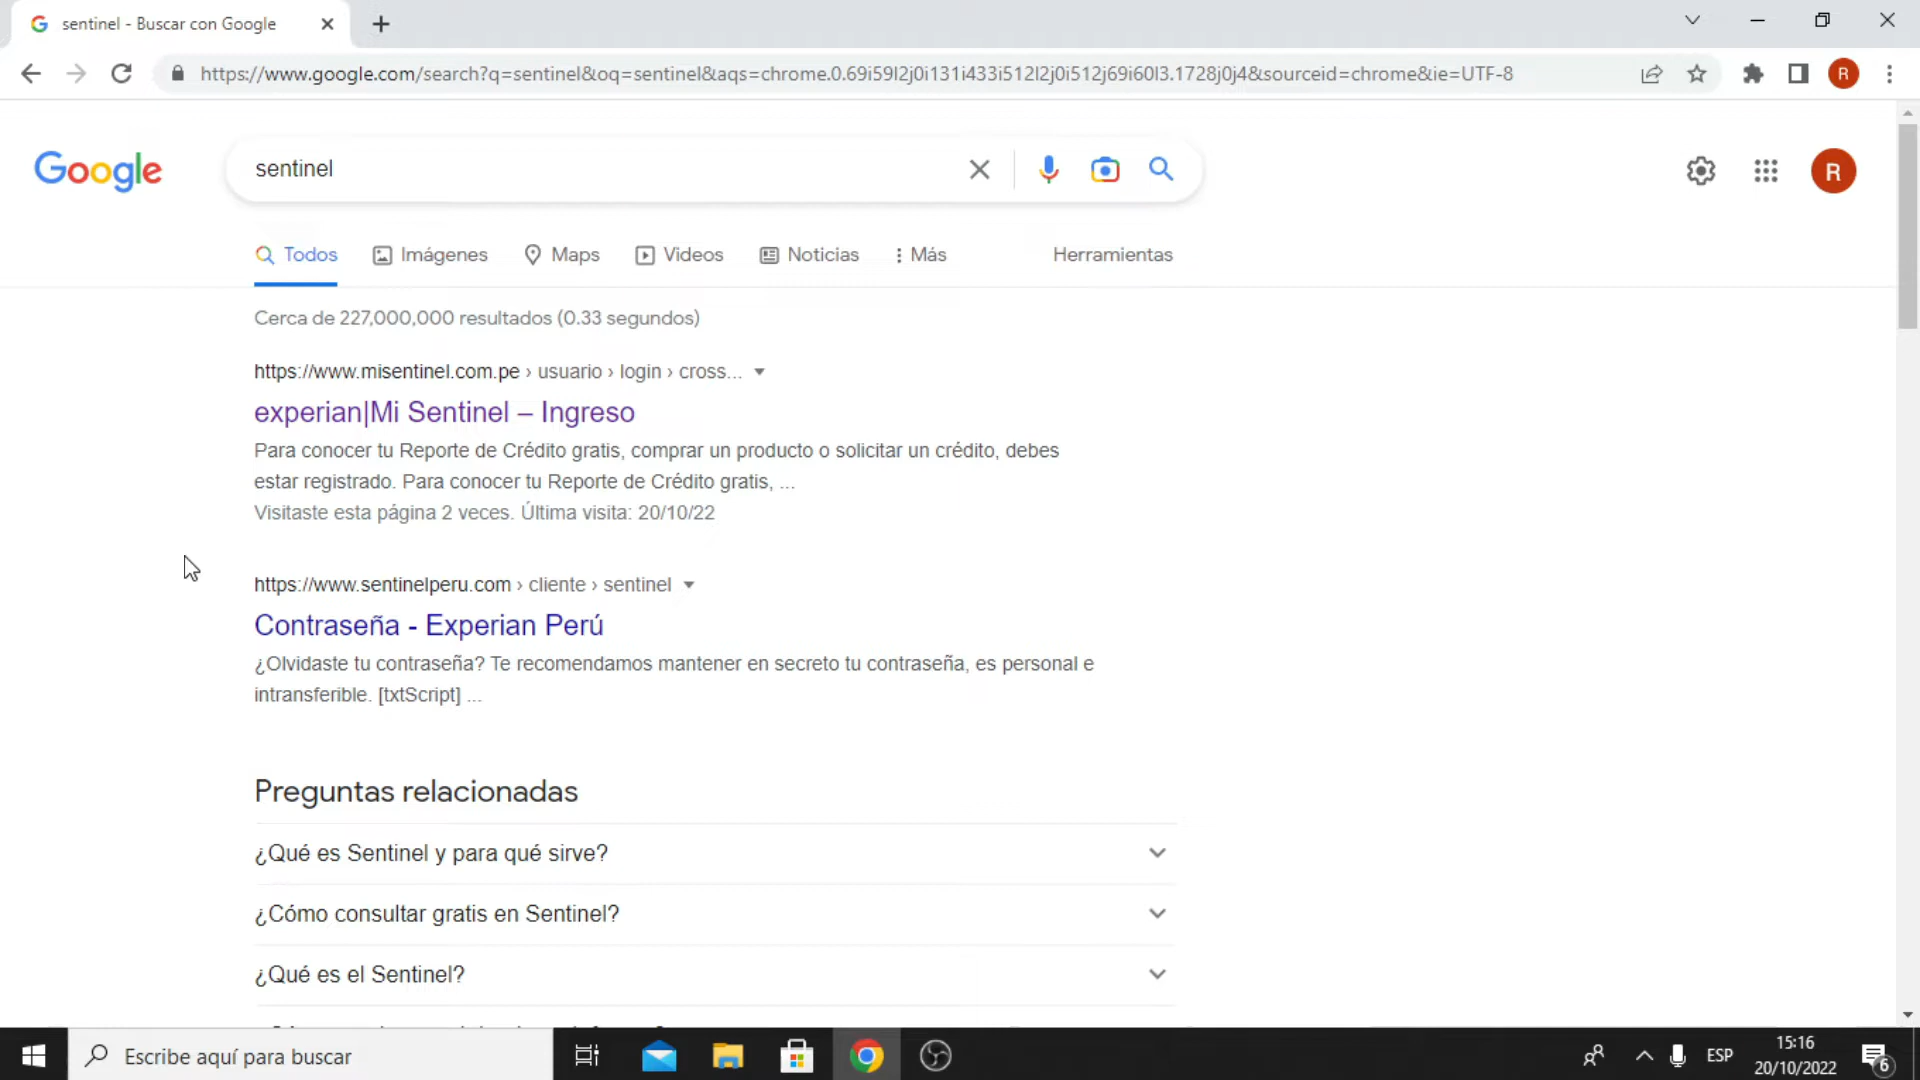 sentinel - Buscar con Google
https://www.google.com/search?q=sentinel&oq=sentinel&aqs=chrome.0.69i59l2j0i131i433i512l2j0i512j69i60l3.1728j0j4&sourceid=chrome&ie=UTF-8
R
Google
sentinel
R
Todos
Imágenes
Maps
Videos
Noticias
Más
Herramientas
Cerca de 227,000,000 resultados (0.33 segundos)
https://www.misentinel.com.pe › usuario › login › cross...
experian|Mi Sentinel – Ingreso
Para conocer tu Reporte de Crédito gratis, comprar un producto o solicitar un crédito, debes
estar registrado. Para conocer tu Reporte de Crédito gratis, ...
Visitaste esta página 2 veces. Última visita: 20/10/22
https://www.sentinelperu.com › cliente › sentinel
Contraseña - Experian Perú
¿Olvidaste tu contraseña? Te recomendamos mantener en secreto tu contraseña, es personal e
intransferible. [txtScript] ...
Preguntas relacionadas
¿Qué es Sentinel y para qué sirve?
¿Cómo consultar gratis en Sentinel?
¿Qué es el Sentinel?
Escribe aquí para buscar
ESP
15:16
20/10/2022
6